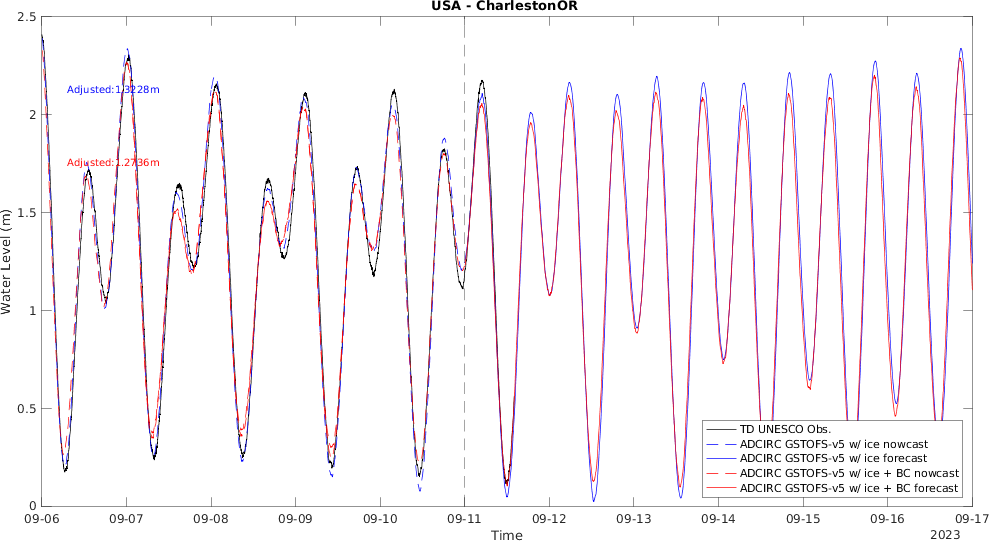 USA - CharlestonOR
2.5
2
1.5
1
0.5
0
Water Level (m)
Adjusted:1.3228m
Adjusted:1.2736m
TD UNESCO Obs.
ADCIRC GSTOFS-v5 w/ ice nowcast
ADCIRC GSTOFS-v5 w/ ice forecast
ADCIRC GSTOFS-v5 w/ ice + BC nowcast
ADCIRC GSTOFS-v5 w/ ice + BC forecast
09-06 09-07 09-08 09-09 09-10 09-11 09-12 09-13 09-14 09-15 09-16 09-17
Time
2023